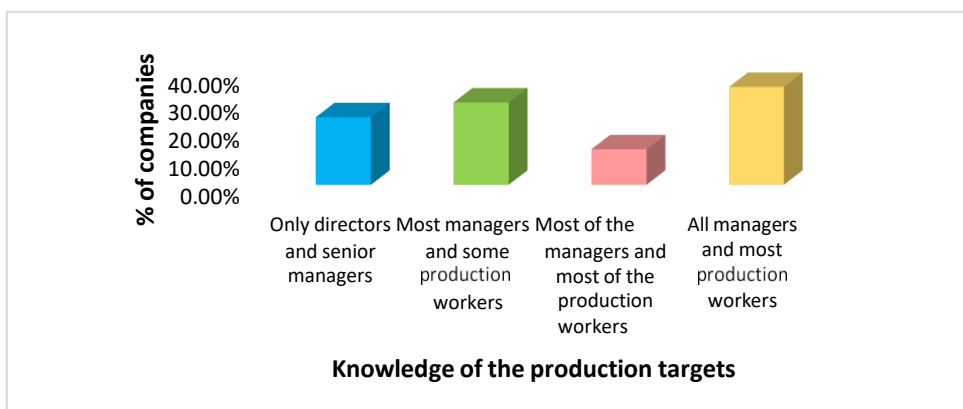 % of companies
40.00%
30.00%
20.00%
10.00%
0.00%
Only directors
and senior
managers
Most managers
and some
production
workers
Most of the
managers and
most of the
production
workers
All managers
and most
production
workers
Knowledge of the production targets